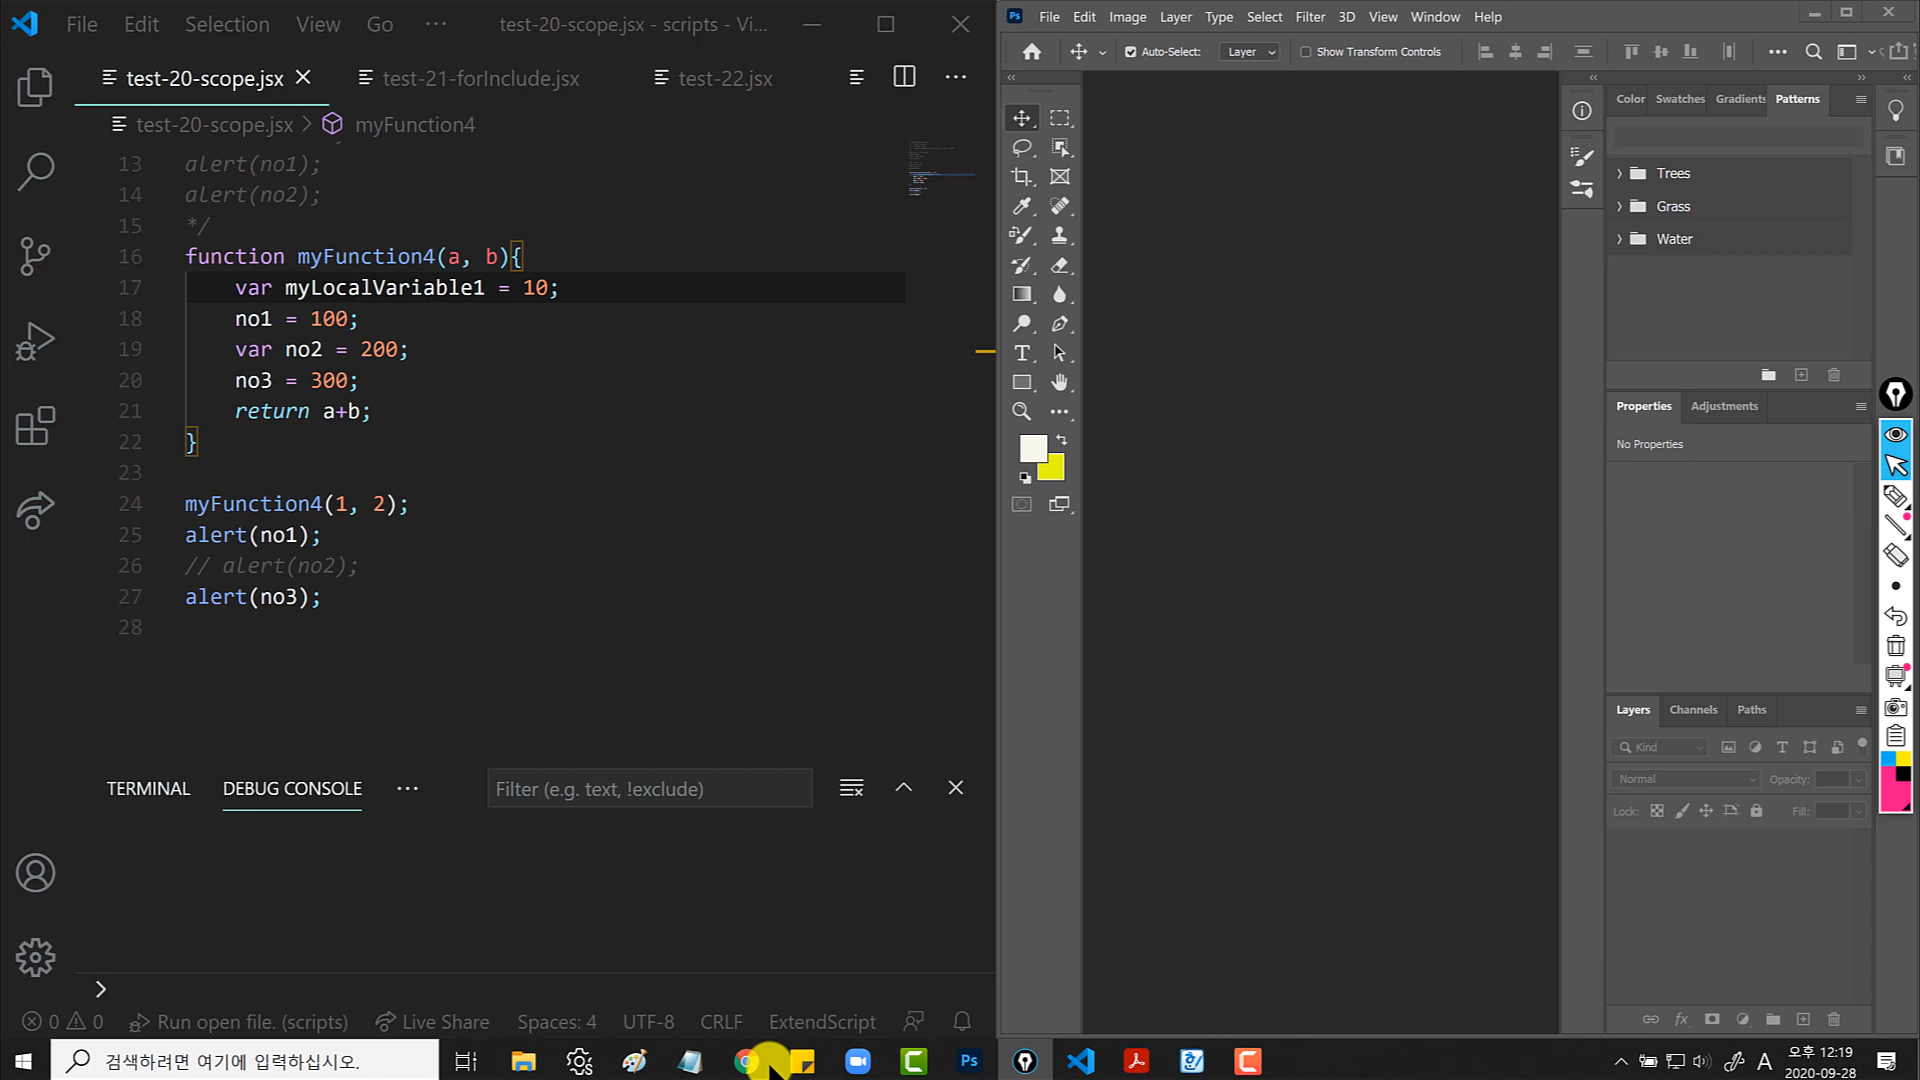 File Edit Selection View Go ··· test-20-scope.jsx - scripts - Vi...
test-20-scope.jsx test-21-forInclude.jsx test-22.jsx
test-20-scope.jsx > myFunction4
13 alert(no1);
14 alert(no2);
15 */
16 function myFunction4(a, b){
17 var myLocalVariable1 = 10;
18 no1 = 100;
19 var no2 = 200;
20 no3 = 300;
21 return a+b;
22 }
23
24 myFunction4(1, 2);
25 alert(no1);
26 // alert(no2);
27 alert(no3);
28
TERMINAL DEBUG CONSOLE ··· Filter (e.g. text, !exclude)
>
0 0 Run open file. (scripts) Live Share Spaces: 4 UTF-8 CRLF ExtendScript
Ps File Edit Image Layer Type Select Filter 3D View Window Help
Auto-Select: Layer Show Transform Controls
Color Swatches Gradients Patterns
Trees
Grass
Water
Properties Adjustments
No Properties
Layers Channels Paths
Kind
Normal Opacity:
Lock: Fill:
fx
검색하려면 여기에 입력하십시오.
Ps
A 오후 12:19
2020-09-28